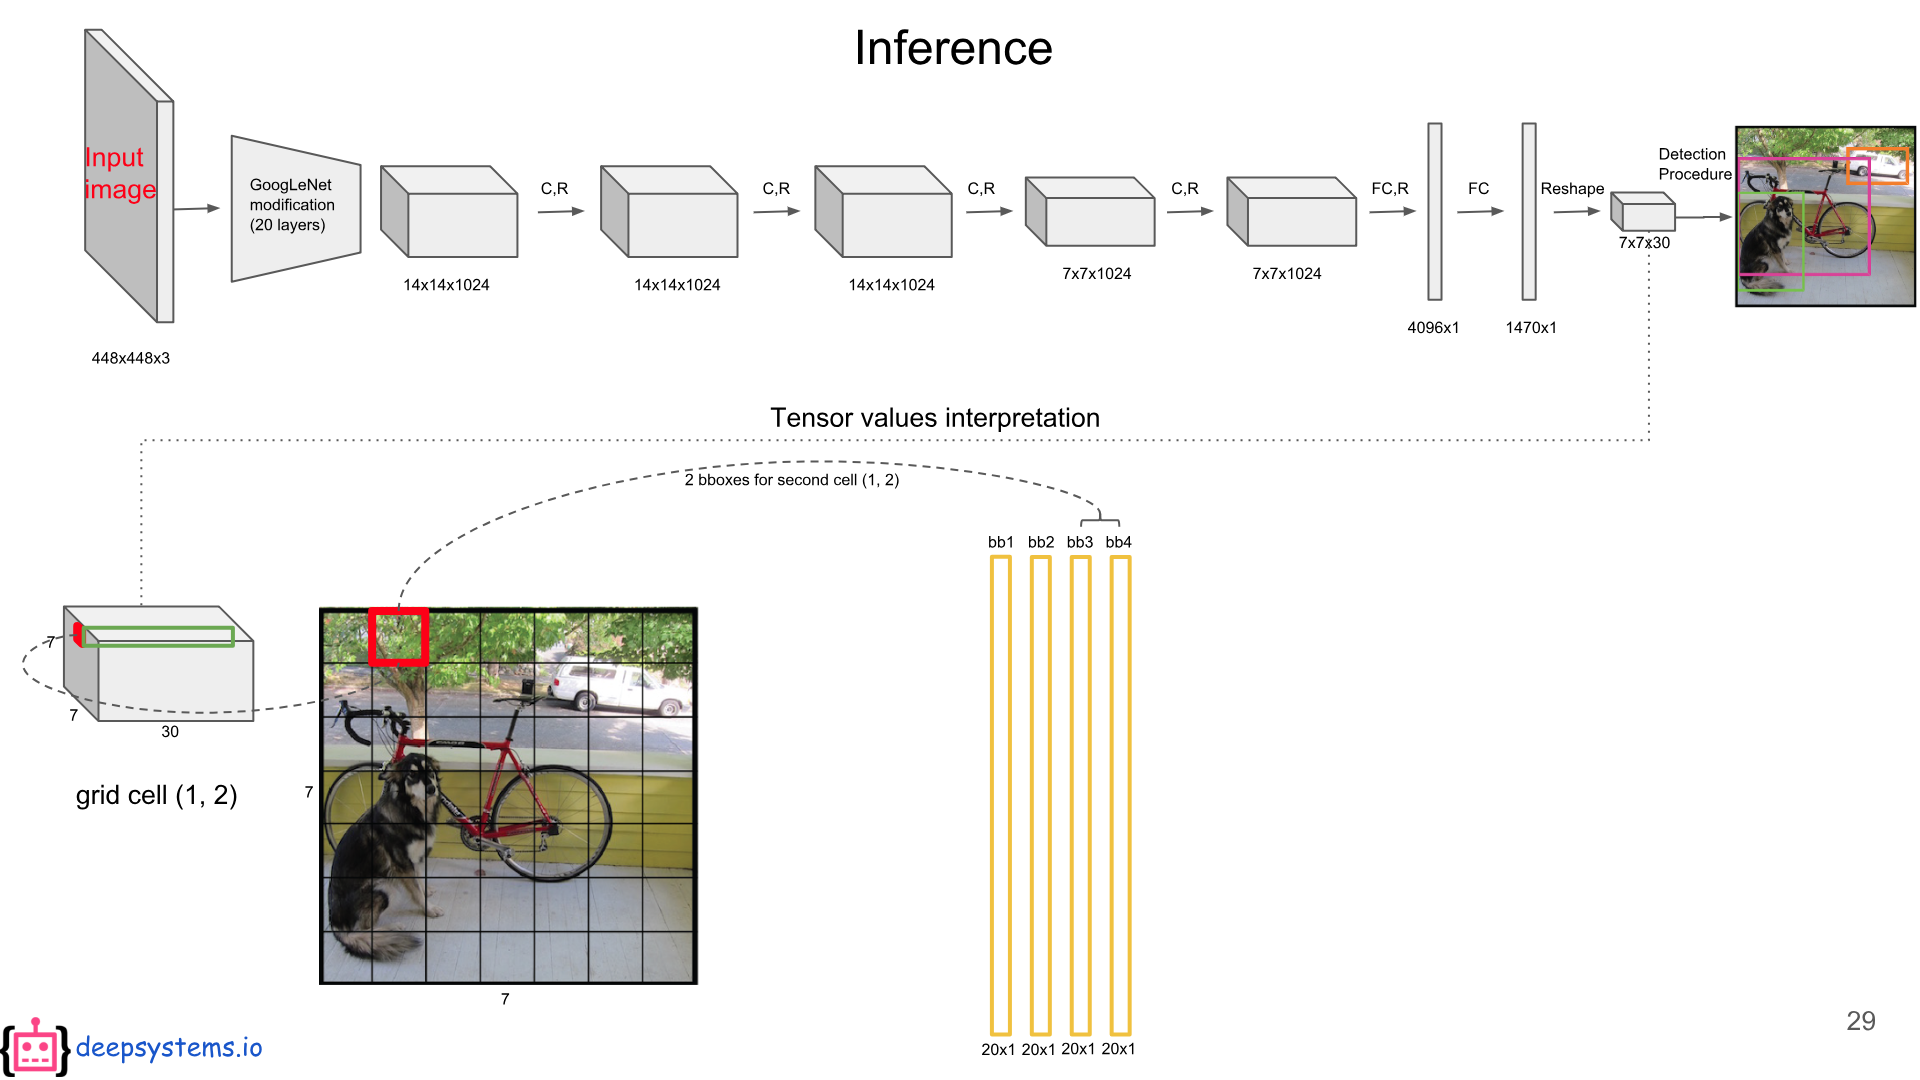 Inference
Input
image
448x448x3
GoogLeNet
modification
(20 layers)
14x14x1024
C,R
14x14x1024
C,R
14x14x1024
C,R
7x7x1024
C,R
7x7x1024
FC,R
4096x1
FC
1470x1
Reshape
7x7x30
Detection
Procedure
Tensor values interpretation
2 bboxes for second cell (1, 2)
bb1 bb2 bb3 bb4
7
7
30
grid cell (1, 2)
7
7
20x1 20x1 20x1 20x1
deepsystems.io
29